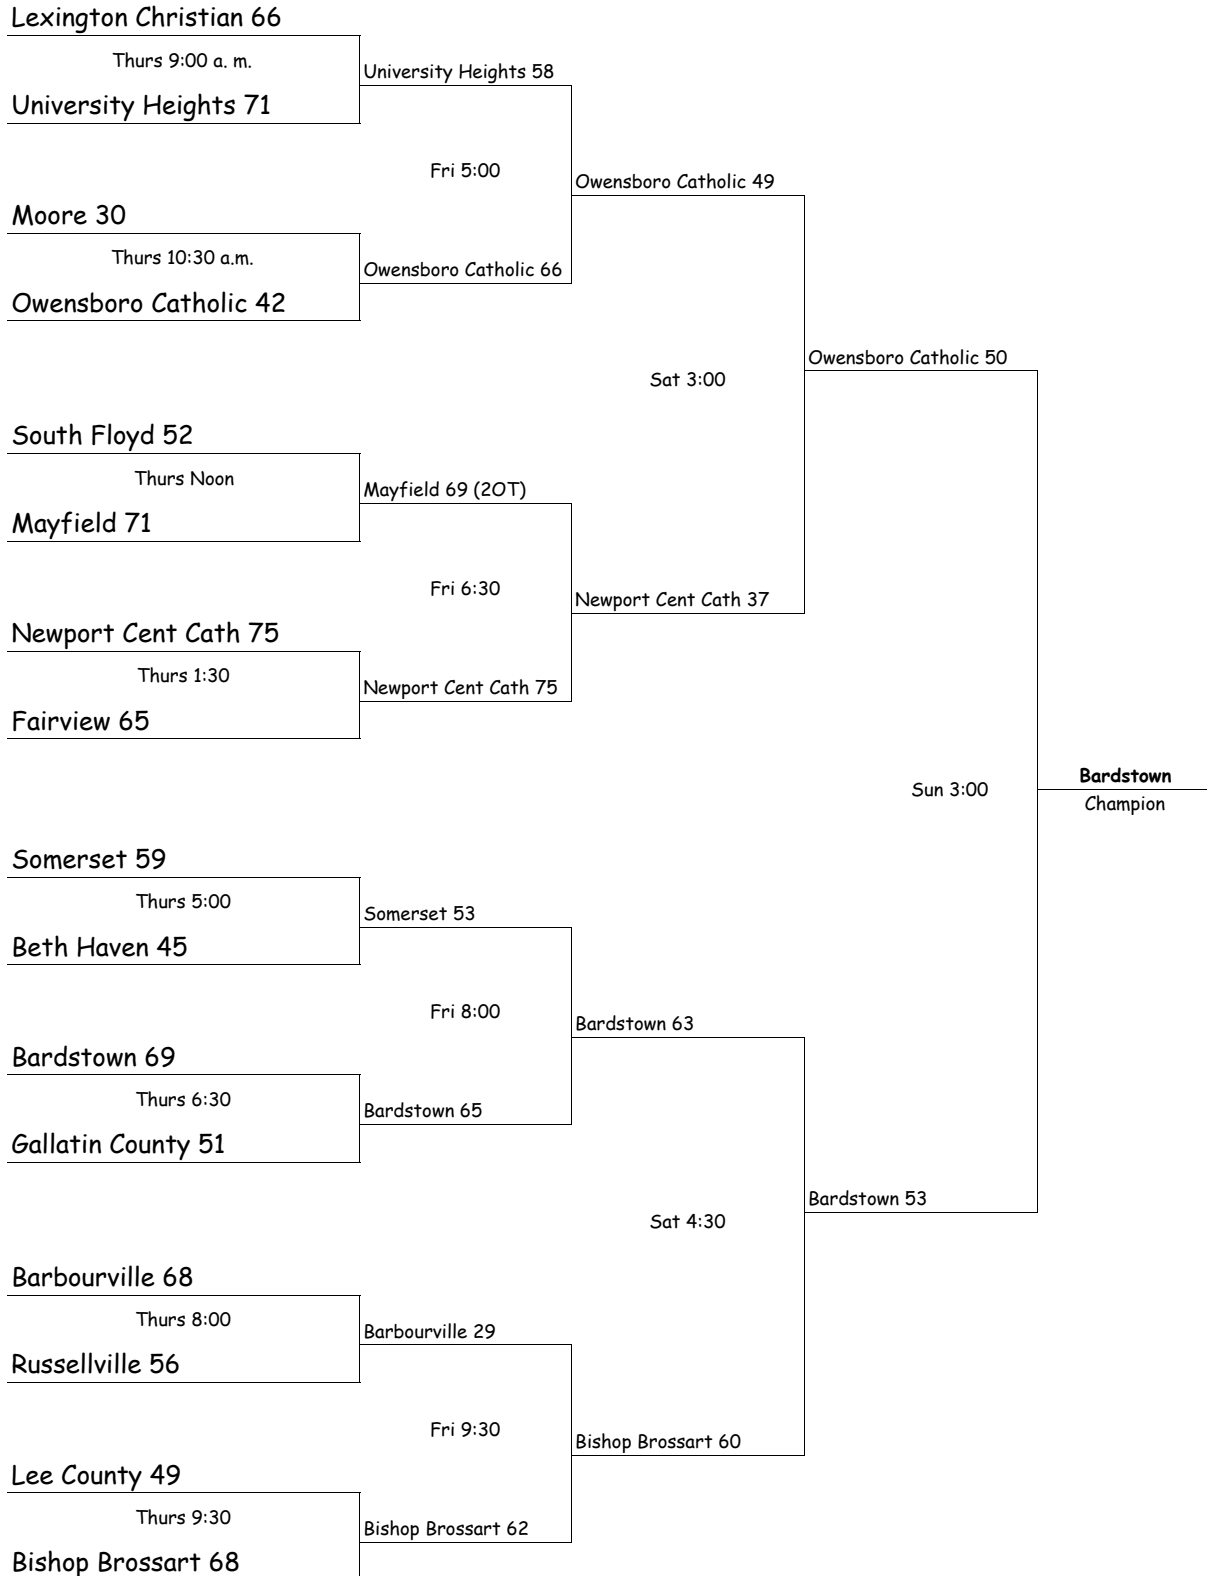 Lexington Christian 66
Thurs 9:00 a. m.
University Heights 58
University Heights 71
Fri 5:00
Owensboro Catholic 49
Moore 30
Thurs 10:30 a.m.
Owensboro Catholic 66
Owensboro Catholic 42
Owensboro Catholic 50
Sat 3:00
South Floyd 52
Thurs Noon
Mayfield 69 (2OT)
Mayfield 71
Fri 6:30
Newport Cent Cath 37
Newport Cent Cath 75
Thurs 1:30
Newport Cent Cath 75
Fairview 65
Bardstown
Sun 3:00
Champion
Somerset 59
Thurs 5:00
Somerset 53
Beth Haven 45
Fri 8:00
Bardstown 63
Bardstown 69
Thurs 6:30
Bardstown 65
Gallatin County 51
Bardstown 53
Sat 4:30
Barbourville 68
Thurs 8:00
Barbourville 29
Russellville 56
Fri 9:30
Bishop Brossart 60
Lee County 49
Thurs 9:30
Bishop Brossart 62
Bishop Brossart 68